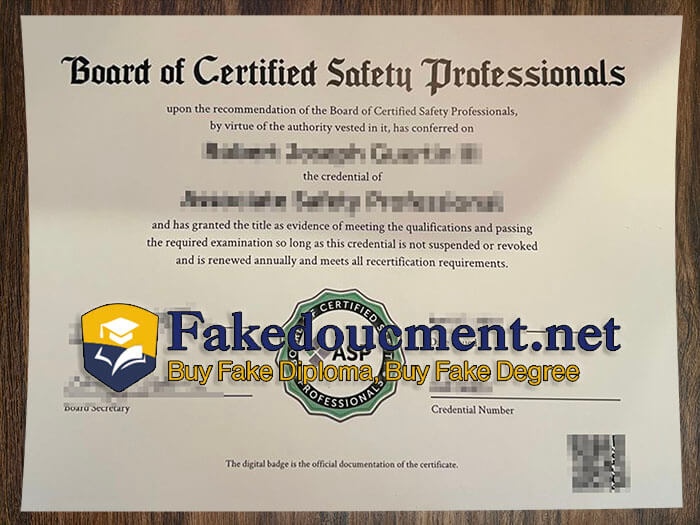 Board of Certified Safety Professionals
upon the recommendation of the Board of Certified Safety Professionals,
by virtue of the authority vested in it, has conferred on
the credential of
and has granted the title as evidence of meeting the qualifications and passing
the required examination so long as this credential is not suspended or revoked
and is renewed annually and meets all recertification requirements.
CERTIFIED
Fakedoucment.net
ASP
Buy Fake Diploma, Buy Fake Degree
PROFESSIONALS
Board Secretary
Credential Number
The digital badge is the official documentation of the certificate.